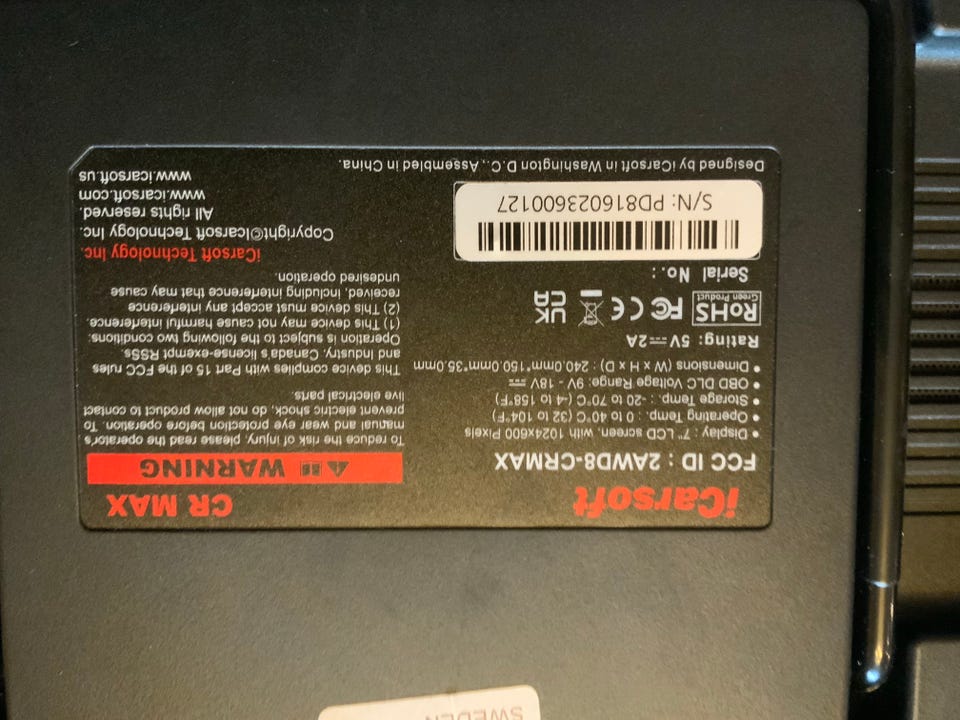 iCarsoft
CR MAX
FCC ID : 2AWD8-CRMAX
• Display : 7" LCD screen, with 1024x600 Pixels
• Operating Temp.: 0 to 40°C (32 to 104°F)
• Storage Temp.: -20 to 70°C (-4 to 158°F)
• OBD DLC Voltage Range: 9V - 18V ⎓
• Dimensions (W x H x D) : 240.0mm*150.0mm*35.0mm
Rating: 5V⎓2A
RoHS
Green Product
FC CE UK
CA
Serial No.:
S/N: PD816023600127
Designed by iCarsoft in Washington D.C., Assembled in China.
WARNING
To reduce the risk of injury, please read the operator's
manual and wear eye protection before operation. To
prevent electric shock, do not allow product to contact
live electrical parts.
This device complies with Part 15 of the FCC rules
and Industry, Canada's license-exempt RSSs.
Operation is subject to the following two conditions:
(1) This device may not cause harmful interference.
(2) This device must accept any interference
received, including interference that may cause
undesired operation.
iCarsoft Technology Inc.
Copyright©Icarsoft Technology Inc.
All rights reserved.
www.icarsoft.com
www.icarsoft.us
SWEDEN